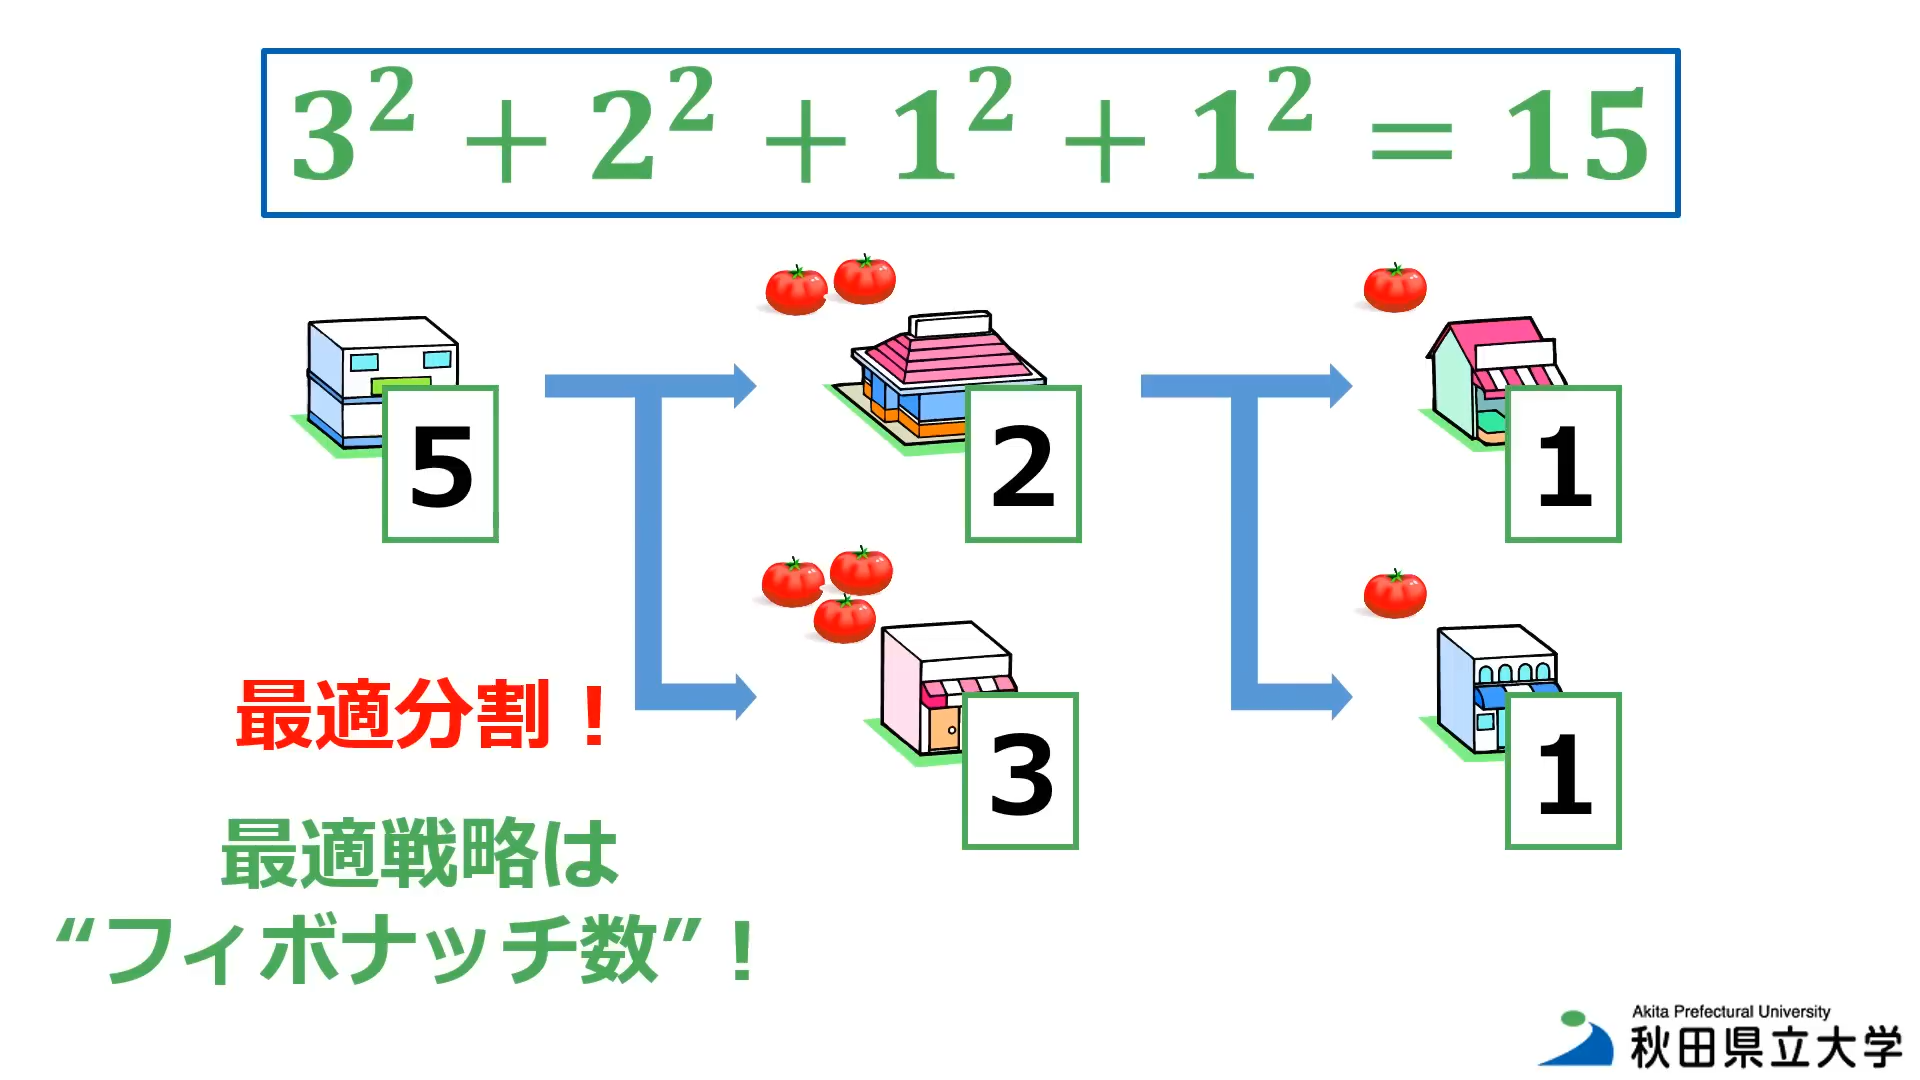 3² + 2² + 1² + 1² = 15
5
2
1
3
1
最適分割！
最適戦略は
“フィボナッチ数”！
Akita Prefectural University
秋田県立大学